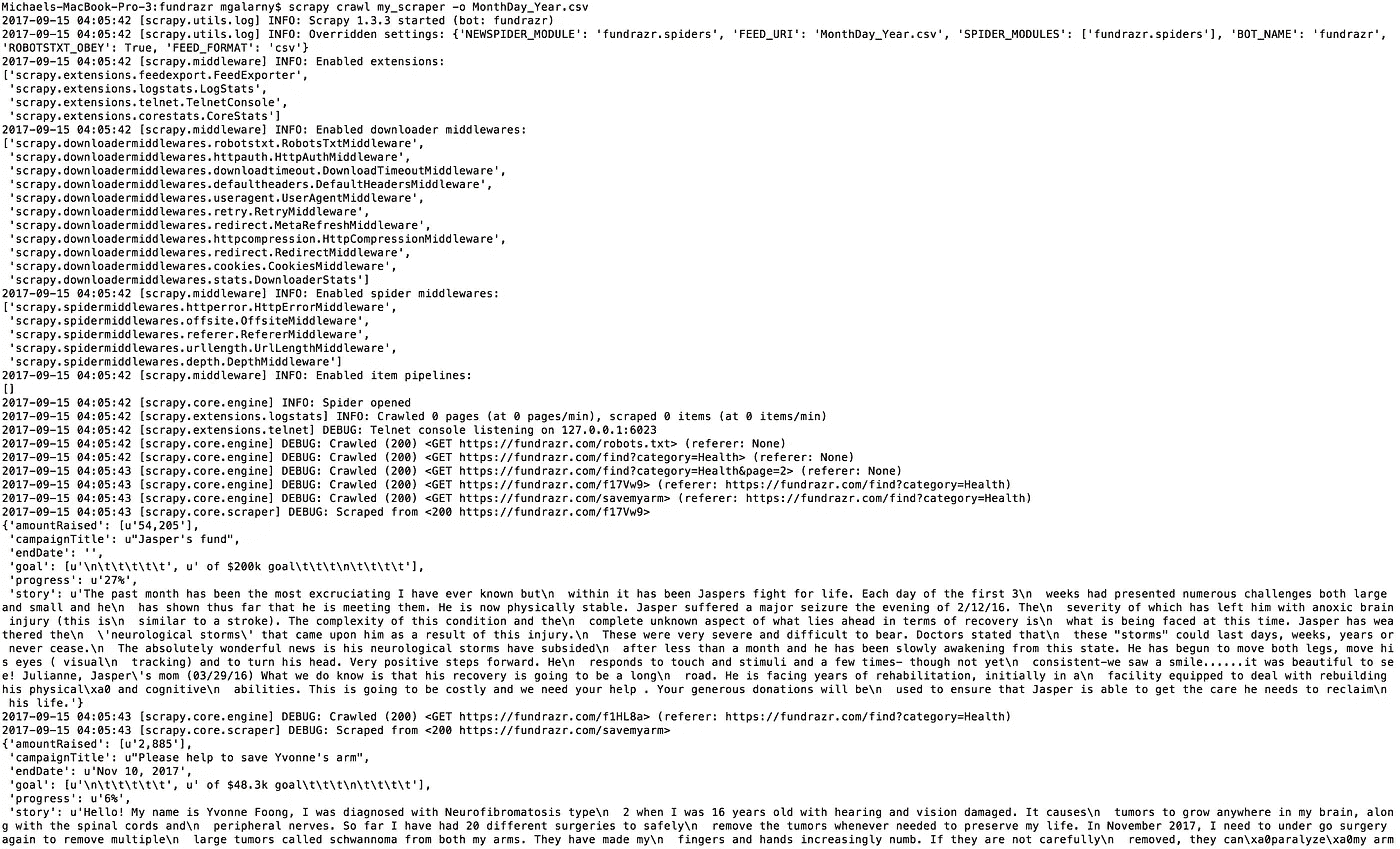 Michaels-MacBook-Pro-3:fundrazr mgalarny$ scrapy crawl my_scraper -o MonthDay_Year.csv
2017-09-15 04:05:42 [scrapy.utils.log] INFO: Scrapy 1.3.3 started (bot: fundrazr)
2017-09-15 04:05:42 [scrapy.utils.log] INFO: Overridden settings: {'NEWSPIDER_MODULE': 'fundrazr.spiders', 'FEED_URI': 'MonthDay_Year.csv', 'SPIDER_MODULES': ['fundrazr.spiders'], 'BOT_NAME': 'fundrazr',
'ROBOTSTXT_OBEY': True, 'FEED_FORMAT': 'csv'}
2017-09-15 04:05:42 [scrapy.middleware] INFO: Enabled extensions:
['scrapy.extensions.feedexport.FeedExporter',
 'scrapy.extensions.logstats.LogStats',
 'scrapy.extensions.telnet.TelnetConsole',
 'scrapy.extensions.corestats.CoreStats']
2017-09-15 04:05:42 [scrapy.middleware] INFO: Enabled downloader middlewares:
['scrapy.downloadermiddlewares.robotstxt.RobotsTxtMiddleware',
 'scrapy.downloadermiddlewares.httpauth.HttpAuthMiddleware',
 'scrapy.downloadermiddlewares.downloadtimeout.DownloadTimeoutMiddleware',
 'scrapy.downloadermiddlewares.defaultheaders.DefaultHeadersMiddleware',
 'scrapy.downloadermiddlewares.useragent.UserAgentMiddleware',
 'scrapy.downloadermiddlewares.retry.RetryMiddleware',
 'scrapy.downloadermiddlewares.redirect.MetaRefreshMiddleware',
 'scrapy.downloadermiddlewares.httpcompression.HttpCompressionMiddleware',
 'scrapy.downloadermiddlewares.redirect.RedirectMiddleware',
 'scrapy.downloadermiddlewares.cookies.CookiesMiddleware',
 'scrapy.downloadermiddlewares.stats.DownloaderStats']
2017-09-15 04:05:42 [scrapy.middleware] INFO: Enabled spider middlewares:
['scrapy.spidermiddlewares.httperror.HttpErrorMiddleware',
 'scrapy.spidermiddlewares.offsite.OffsiteMiddleware',
 'scrapy.spidermiddlewares.referer.RefererMiddleware',
 'scrapy.spidermiddlewares.urllength.UrlLengthMiddleware',
 'scrapy.spidermiddlewares.depth.DepthMiddleware']
2017-09-15 04:05:42 [scrapy.middleware] INFO: Enabled item pipelines:
[]
2017-09-15 04:05:42 [scrapy.core.engine] INFO: Spider opened
2017-09-15 04:05:42 [scrapy.extensions.logstats] INFO: Crawled 0 pages (at 0 pages/min), scraped 0 items (at 0 items/min)
2017-09-15 04:05:42 [scrapy.extensions.telnet] DEBUG: Telnet console listening on 127.0.0.1:6023
2017-09-15 04:05:42 [scrapy.core.engine] DEBUG: Crawled (200) <GET https://fundrazr.com/robots.txt> (referer: None)
2017-09-15 04:05:42 [scrapy.core.engine] DEBUG: Crawled (200) <GET https://fundrazr.com/find?category=Health> (referer: None)
2017-09-15 04:05:43 [scrapy.core.engine] DEBUG: Crawled (200) <GET https://fundrazr.com/find?category=Health&page=2> (referer: None)
2017-09-15 04:05:43 [scrapy.core.engine] DEBUG: Crawled (200) <GET https://fundrazr.com/f17Vw9> (referer: https://fundrazr.com/find?category=Health)
2017-09-15 04:05:43 [scrapy.core.engine] DEBUG: Crawled (200) <GET https://fundrazr.com/savemyarm> (referer: https://fundrazr.com/find?category=Health)
2017-09-15 04:05:43 [scrapy.core.scraper] DEBUG: Scraped from <200 https://fundrazr.com/f17Vw9>
{'amountRaised': [u'54,205'],
 'campaignTitle': u"Jasper's fund",
 'endDate': '',
 'goal': [u'\n\t\t\t\t\t\t', u' of $200k goal\t\t\t\n\t\t\t\t\t'],
 'progress': u'27%',
 'story': u'The past month has been the most excruciating I have ever known but\n  within it has been Jaspers fight for life. Each day of the first 3\n  weeks had presented numerous challenges both large
and small and he\n  has shown thus far that he is meeting them. He is now physically stable. Jasper suffered a major seizure the evening of 2/12/16. The\n  severity of which has left him with anoxic brain
 injury (this is\n  similar to a stroke). The complexity of this condition and the\n  complete unknown aspect of what lies ahead in terms of recovery is\n  what is being faced at this time. Jasper has wea
thered the\n  \'neurological storms\' that came upon him as a result of this injury.\n  These were very severe and difficult to bear. Doctors stated that\n  these "storms" could last days, weeks, years or
 never cease.\n  The absolutely wonderful news is his neurological storms have subsided\n  after less than a month and he has been slowly awakening from this state. He has begun to move both legs, move hi
s eyes ( visual\n  tracking) and to turn his head. Very positive steps forward. He\n  responds to touch and stimuli and a few times- though not yet\n  consistent-we saw a smile......it was beautiful to se
e! Julianne, Jasper\'s mom (03/29/16) What we do know is that his recovery is going to be a long\n  road. He is facing years of rehabilitation, initially in a\n  facility equipped to deal with rebuilding
his physical\xa0 and cognitive\n  abilities. This is going to be costly and we need your help . Your generous donations will be\n  used to ensure that Jasper is able to get the care he needs to reclaim\n
 his life.'}
2017-09-15 04:05:43 [scrapy.core.engine] DEBUG: Crawled (200) <GET https://fundrazr.com/f1HL8a> (referer: https://fundrazr.com/find?category=Health)
2017-09-15 04:05:43 [scrapy.core.scraper] DEBUG: Scraped from <200 https://fundrazr.com/savemyarm>
{'amountRaised': [u'2,885'],
 'campaignTitle': u"Please help to save Yvonne's arm",
 'endDate': u'Nov 10, 2017',
 'goal': [u'\n\t\t\t\t\t\t', u' of $48.3k goal\t\t\t\n\t\t\t\t\t'],
 'progress': u'6%',
 'story': u'Hello! My name is Yvonne Foong, I was diagnosed with Neurofibromatosis type\n  2 when I was 16 years old with hearing and vision damaged. It causes\n  tumors to grow anywhere in my brain, alon
g with the spinal cords and\n  peripheral nerves. So far I have had 20 different surgeries to safely\n  remove the tumors whenever needed to preserve my life. In November 2017, I need to under go surgery
again to remove multiple\n  large tumors called schwannoma from both my arms. They have made my\n  fingers and hands increasingly numb. If they are not carefully\n  removed, they can\xa0paralyze\xa0my arm